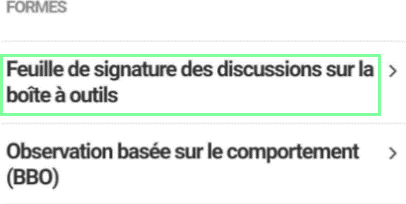 FORMES
Feuille de signature des discussions sur la
boîte à outils
Observation basée sur le comportement
(BBO)